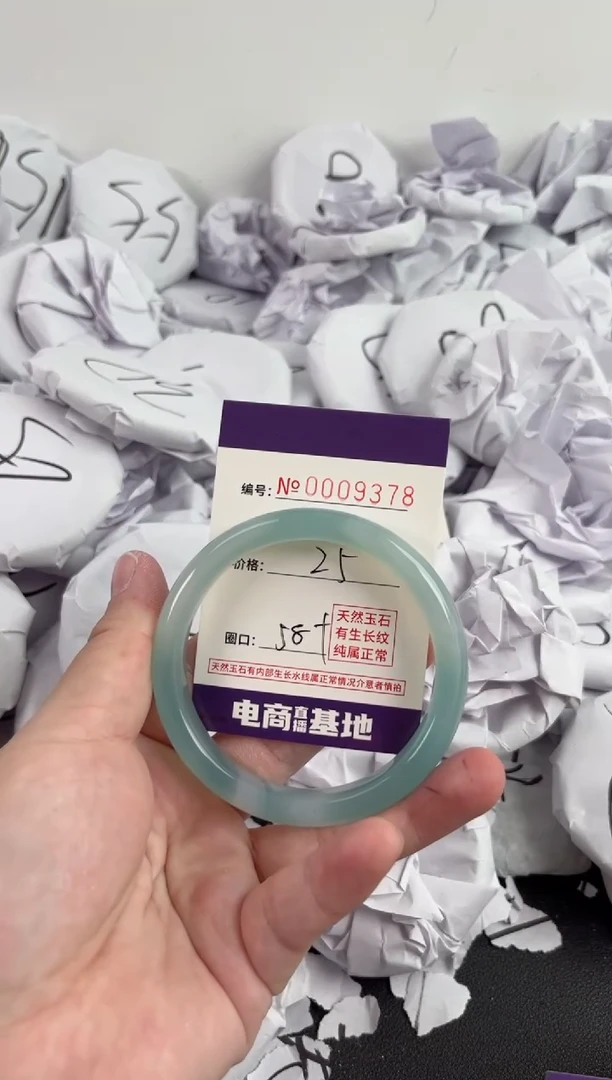 D
编号: №0009378
价格: 25
圈口: 58+
天然玉石
有生长纹
纯属正常
天然玉石有内部生长水线属正常情况介意者慎拍
电商直播基地